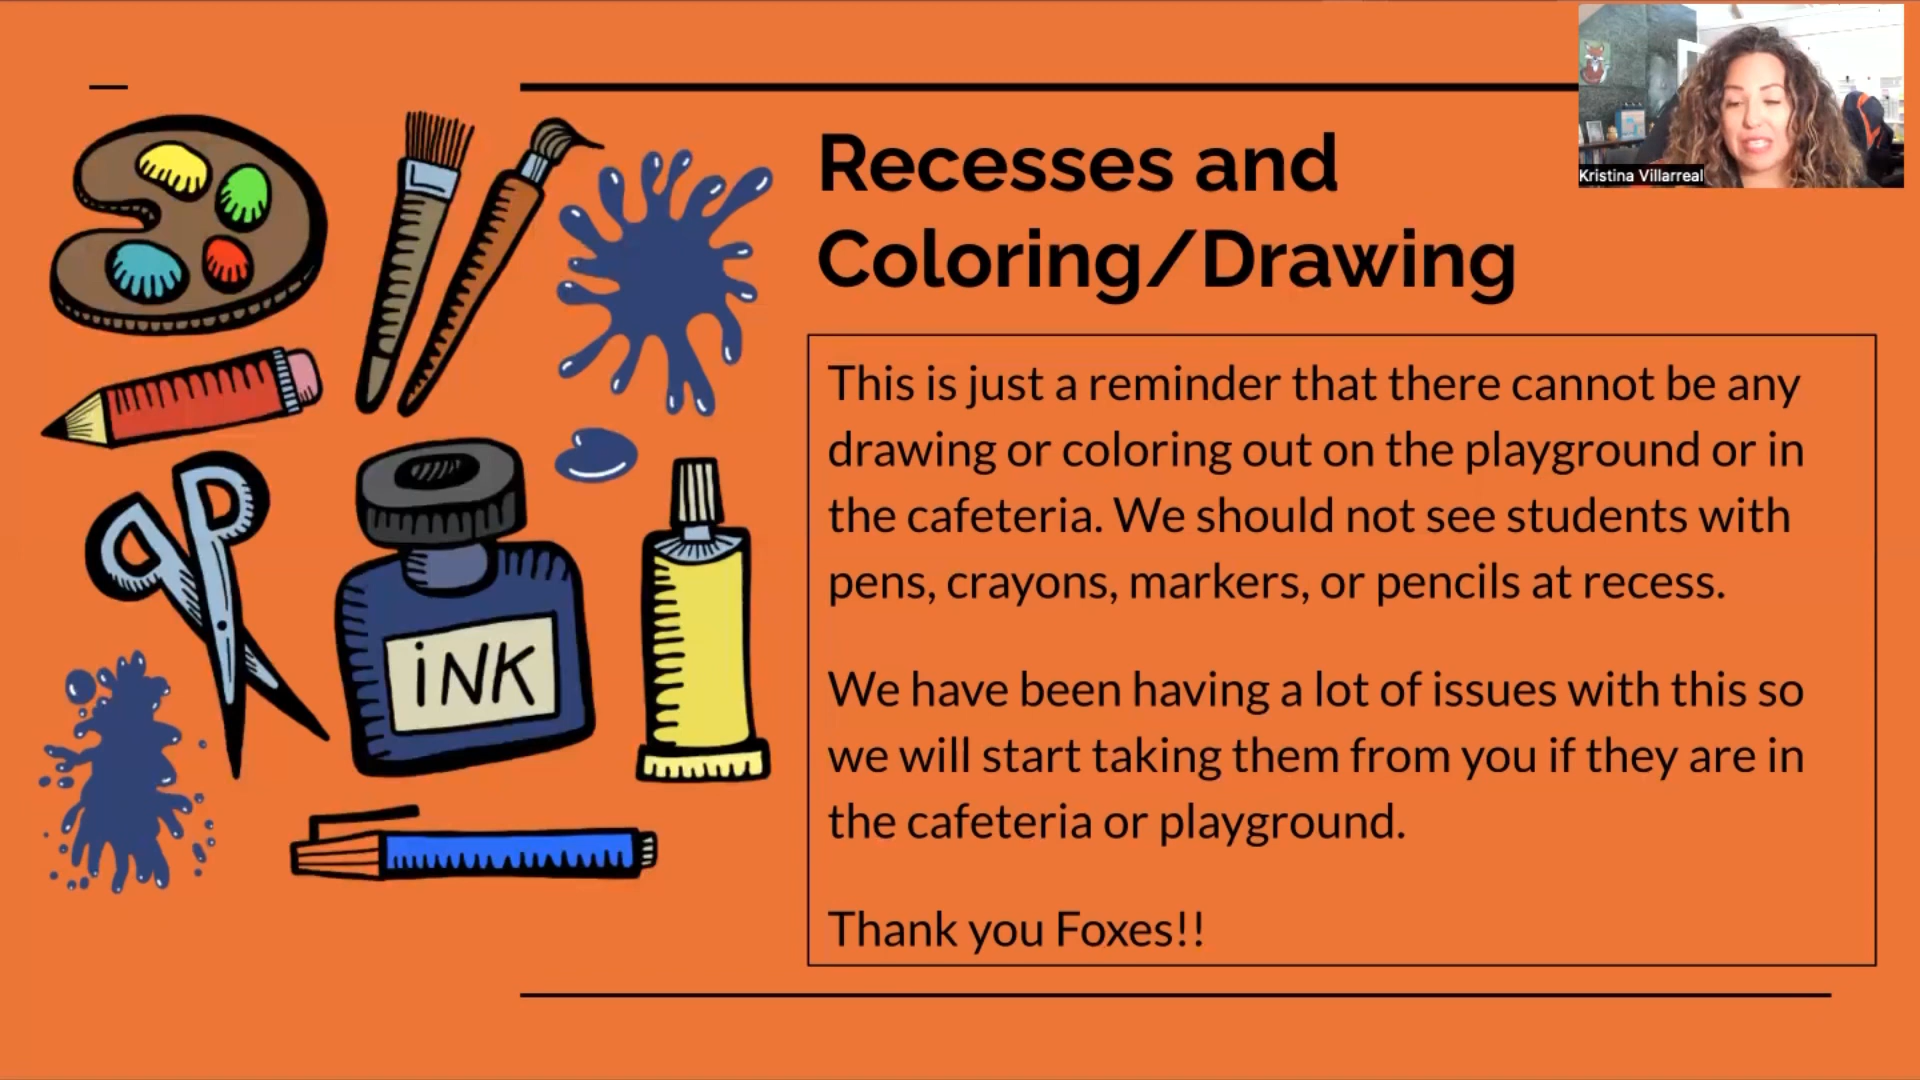 Kristina Villarreal
Recesses and
Coloring/Drawing
This is just a reminder that there cannot be any
drawing or coloring out on the playground or in
the cafeteria. We should not see students with
pens, crayons, markers, or pencils at recess.
We have been having a lot of issues with this so
we will start taking them from you if they are in
the cafeteria or playground.
Thank you Foxes!!
iNK